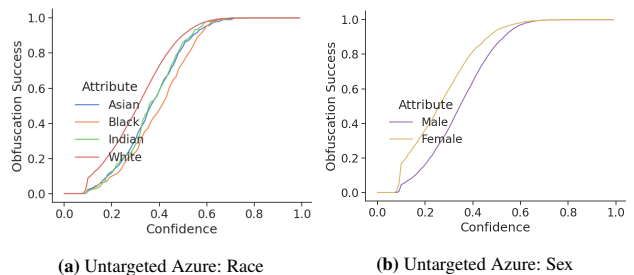 1.0
0.8
0.6
0.4
0.2
0.0
Obfuscation Success
Attribute
Asian
Black
Indian
White
0.0 0.2 0.4 0.6 0.8 1.0
Confidence
(a) Untargeted Azure: Race
1.0
0.8
0.6
0.4
0.2
0.0
Obfuscation Success
Attribute
Male
Female
0.0 0.2 0.4 0.6 0.8 1.0
Confidence
(b) Untargeted Azure: Sex